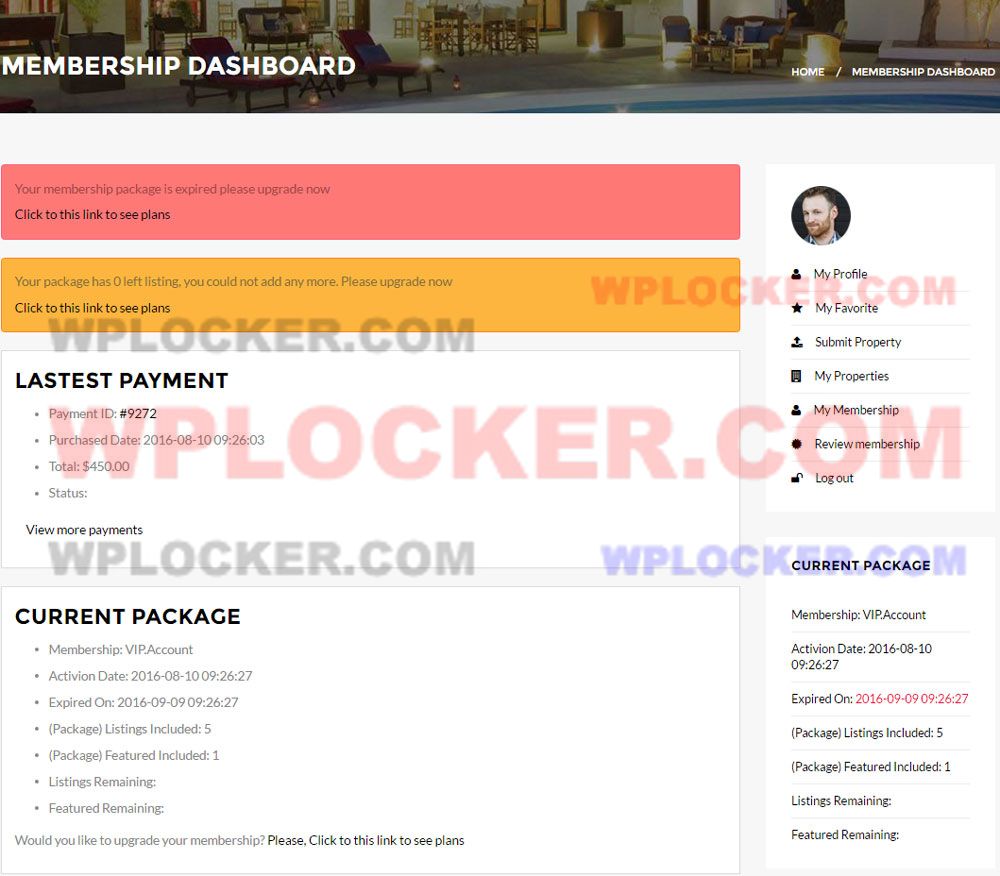 MEMBERSHIP DASHBOARD
HOME / MEMBERSHIP DASHBOARD
Your membership package is expired please upgrade now
Click to this link to see plans
Your package has 0 left listing, you could not add any more. Please upgrade now
Click to this link to see plans
WPLOCKER.COM
LASTEST PAYMENT
Payment ID: #9272
Purchased Date: 2016-08-10 09:26:03
Total: $450.00
Status:
WPLOCKER.COM
View more payments
WPLOCKER.COM
CURRENT PACKAGE
Membership: VIP.Account
Activion Date: 2016-08-10 09:26:27
Expired On: 2016-09-09 09:26:27
(Package) Listings Included: 5
(Package) Featured Included: 1
Listings Remaining:
Featured Remaining:
Would you like to upgrade your membership? Please, Click to this link to see plans
My Profile
WPLOCKER.COM
My Favorite
Submit Property
My Properties
My Membership
Review membership
Log out
WPLOCKER.COM
CURRENT PACKAGE
Membership: VIP.Account
Activion Date: 2016-08-10
09:26:27
Expired On: 2016-09-09 09:26:27
(Package) Listings Included: 5
(Package) Featured Included: 1
Listings Remaining:
Featured Remaining: